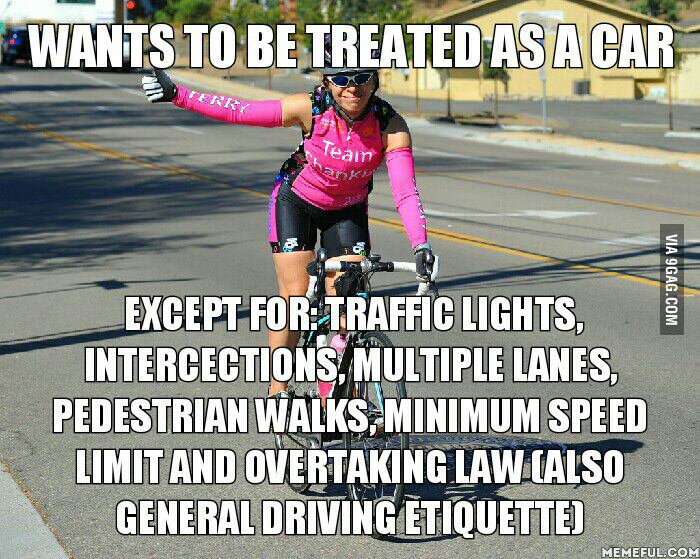 WANTS TO BE TREATED AS A CAR
TERRY
Team
EXCEPT FOR: TRAFFIC LIGHTS,
INTERCECTIONS, MULTIPLE LANES,
PEDESTRIAN WALKS, MINIMUM SPEED
LIMIT AND OVERTAKING LAW (ALSO
GENERAL DRIVING ETIQUETTE)
VIA 9GAG.COM
MEMEFUL.COM